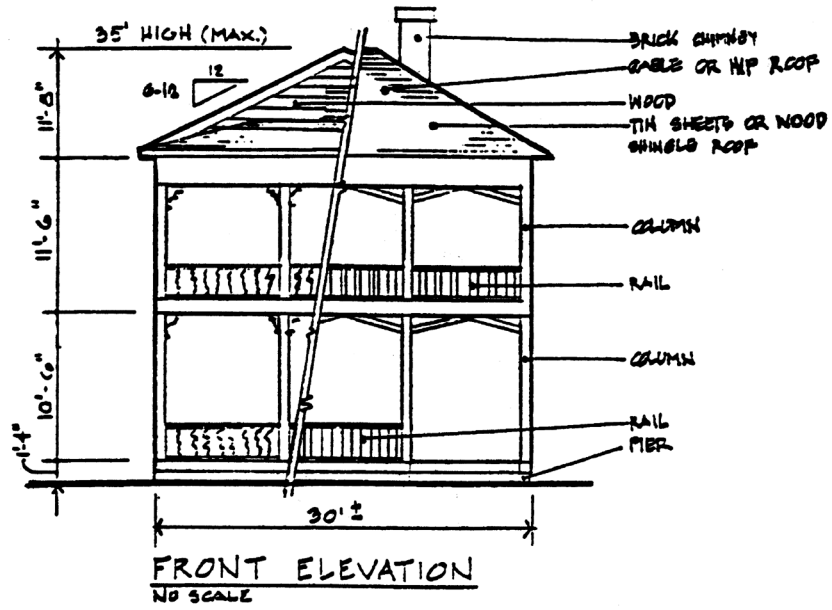 35' HIGH (MAX.)
12
6-12
11'-8"
11'-6"
10'-6"
1'-4"
BRICK CHIMNEY
GABLE OR HIP ROOF
WOOD
TIN SHEETS OR WOOD
SHINGLE ROOF
COLUMN
RAIL
COLUMN
RAIL
PIER
30' ±
FRONT ELEVATION
NO SCALE